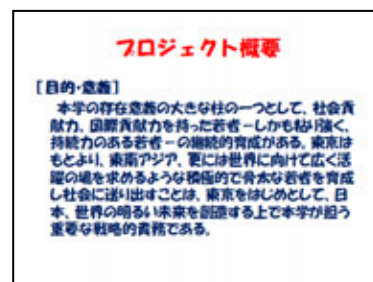 プロジェクト概要
[目的・意義]
本学の存在意義の大きな柱の一つとして、社会貢
献力、国際貢献力を持った若者－しかも粘り強く、
持続力のある若者－の継続的育成がある。東京は
もとより、東南アジア、更には世界に向けて広く活
躍の場を求めるような積極的で骨太な若者を育成
し社会に送り出すことは、東京をはじめとして、日
本、世界の明るい未来を創造する上で本学が担う
重要な戦略的責務である。